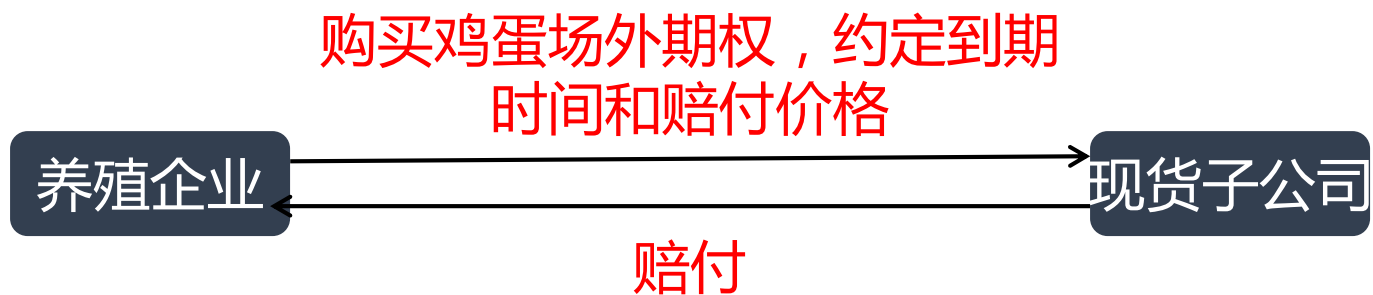 购买鸡蛋场外期权，约定到期
时间和赔付价格
养殖企业
现货子公司
赔付